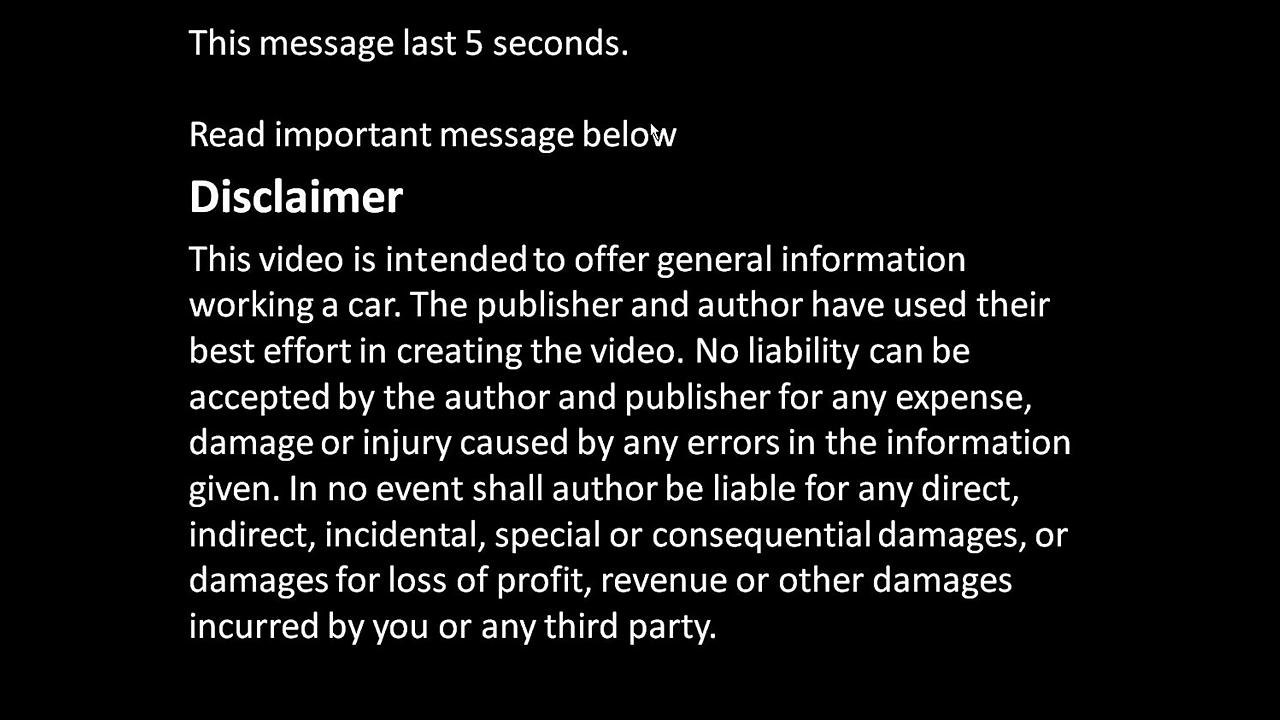 This message last 5 seconds.
Read important message below
Disclaimer
This video is intended to offer general information
working a car. The publisher and author have used their
best effort in creating the video. No liability can be
accepted by the author and publisher for any expense,
damage or injury caused by any errors in the information
given. In no event shall author be liable for any direct,
indirect, incidental, special or consequential damages, or
damages for loss of profit, revenue or other damages
incurred by you or any third party.